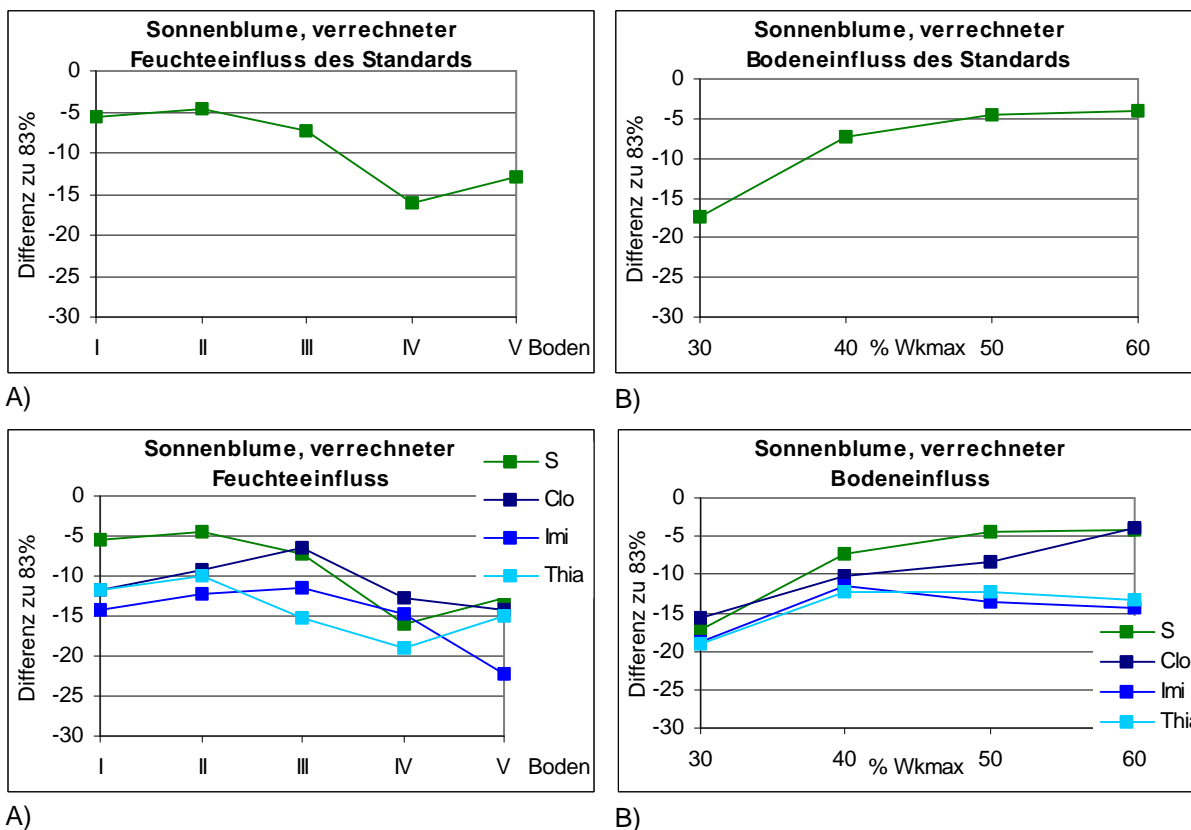 Sonnenblume, verrechneter
Feuchteeinfluss des Standards
Differenz zu 83%
0
-5
-10
-15
-20
-25
-30
I II III IV V Boden
A)
Sonnenblume, verrechneter
Bodeneinfluss des Standards
Differenz zu 83%
0
-5
-10
-15
-20
-25
-30
30 40 % Wkmax 50 60
B)
Sonnenblume, verrechneter
Feuchteeinfluss
S
Clo
Imi
Thia
Differenz zu 83%
0
-5
-10
-15
-20
-25
-30
I II III IV V Boden
A)
Sonnenblume, verrechneter
Bodeneinfluss
Differenz zu 83%
0
-5
-10
-15
-20
-25
-30
S
Clo
Imi
Thia
30 40 % Wkmax 50 60
B)